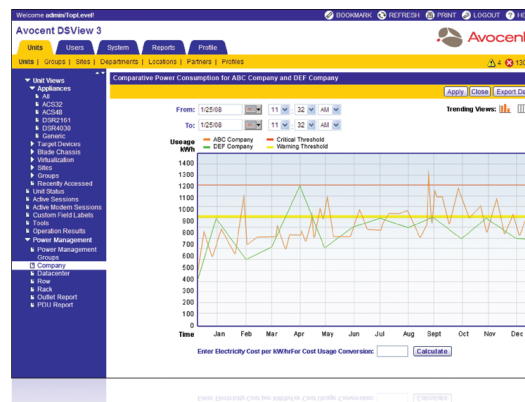 Welcome admin/TopLevel!
BOOKMARK REFRESH PRINT LOGOUT
Avocent DSView 3
Avocent
Units Users System Reports Profile
Units | Groups | Sites | Departments | Locations | Partners | Profiles
4
Unit Views
Appliances
All
ACS32
ACS48
DSR2161
DSR4030
Generic
Target Devices
Blade Chassis
Virtualization
Sites
Groups
Recently Accessed
Unit Status
Active Sessions
Active Modem Sessions
Custom Field Labels
Tools
Operation Results
Power Management
Power Management
Groups
Company
Datacenter
Row
Rack
Outlet Report
PDU Report
Comparative Power Consumption for ABC Company and DEF Company
Apply Close Export
From: 1/25/08 11 : 32 AM
Trending Views:
To: 1/25/08 11 : 32 AM
Useage
kWh
ABC Company
DEF Company
Critical Threshold
Warning Threshold
1400
1300
1200
1100
1000
900
800
700
600
500
400
300
200
100
0
Time Jan Feb Mar Apr May Jun Jul Aug Sept Oct Nov Dec
Enter Electricity Cost per kW/hrFor Cost Usage Conversion:
Calculate